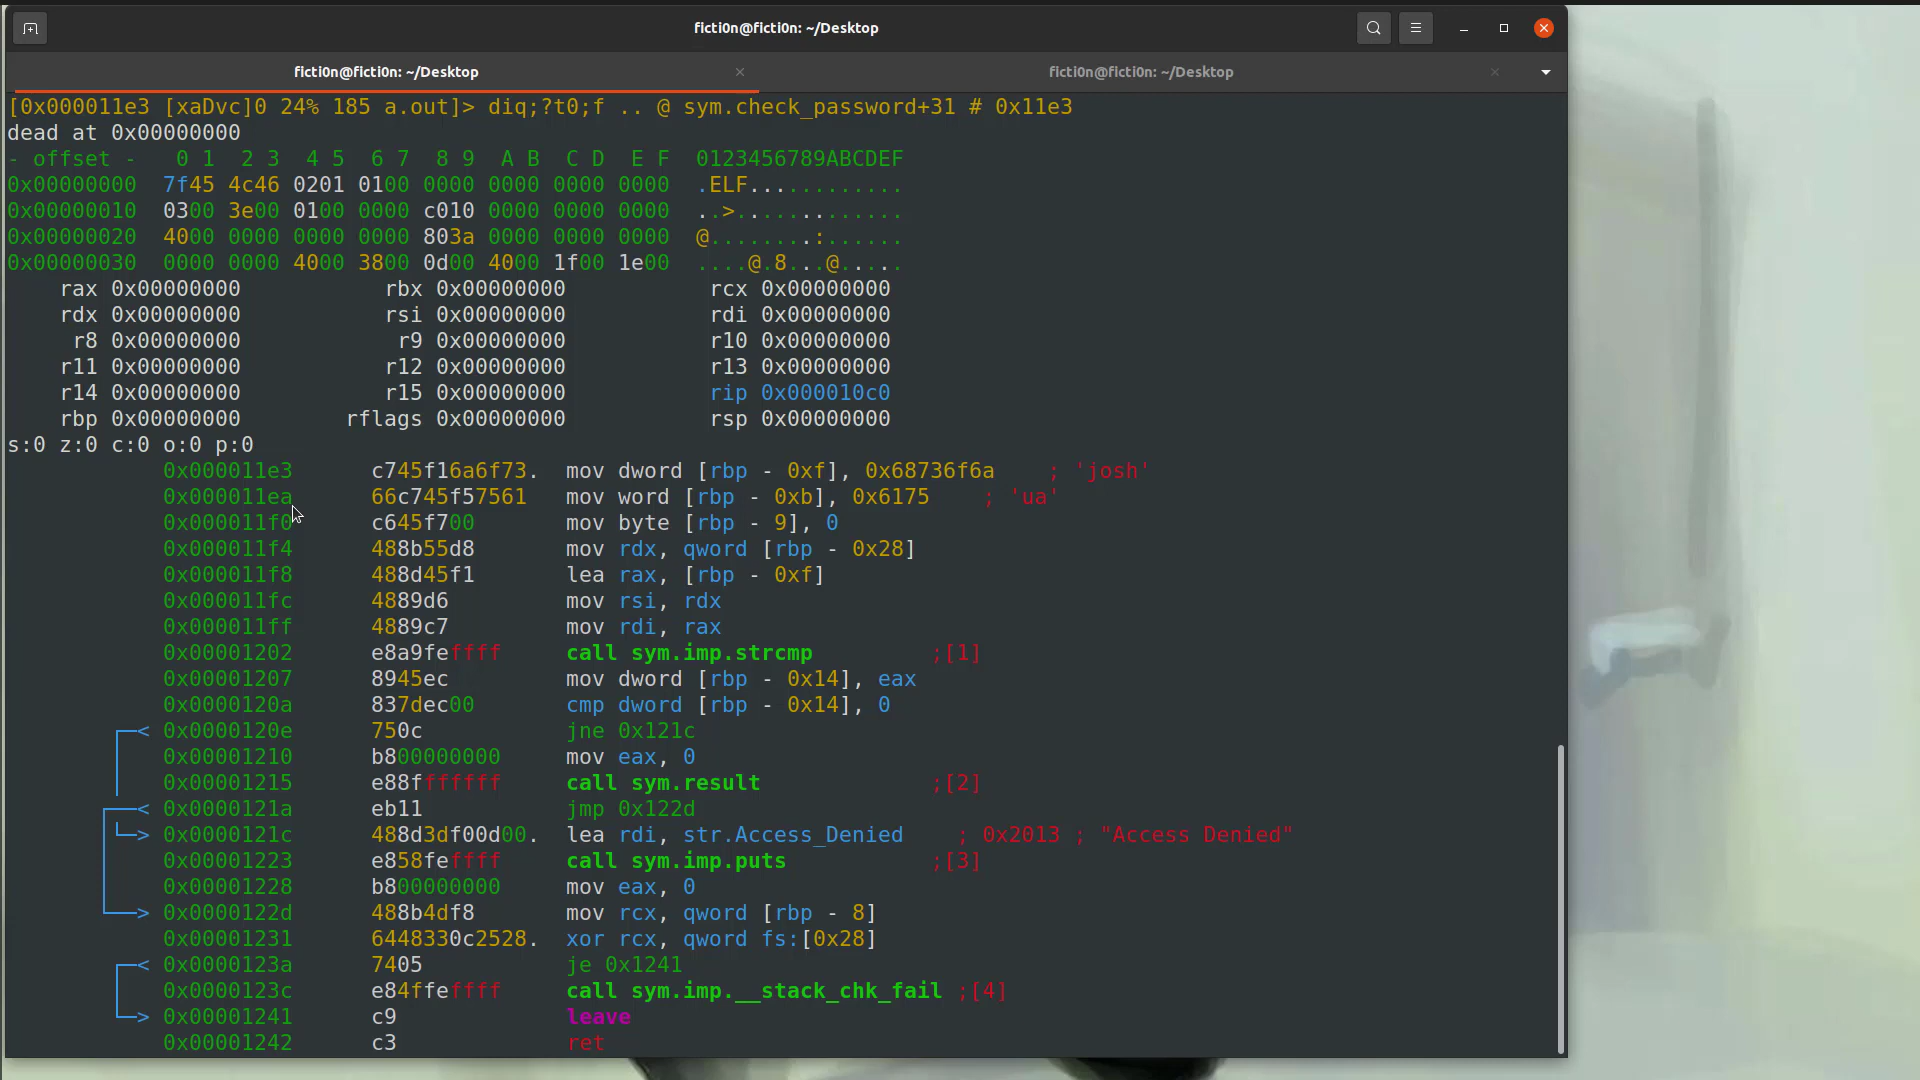 ficti0n@ficti0n: ~/Desktop
ficti0n@ficti0n: ~/Desktop ficti0n@ficti0n: ~/Desktop
[0x000011e3 [xaDvc]0 24% 185 a.out]> diq;?t0;f .. @ sym.check_password+31 # 0x11e3
dead at 0x00000000
- offset -   0 1  2 3  4 5  6 7  8 9  A B  C D  E F  0123456789ABCDEF
0x00000000  7f45 4c46 0201 0100 0000 0000 0000 0000  .ELF............
0x00000010  0300 3e00 0100 0000 c010 0000 0000 0000  ..>.............
0x00000020  4000 0000 0000 0000 803a 0000 0000 0000  @........:......
0x00000030  0000 0000 4000 3800 0d00 4000 1f00 1e00  ....@.8...@.....
rax 0x00000000 rbx 0x00000000 rcx 0x00000000
rdx 0x00000000 rsi 0x00000000 rdi 0x00000000
r8 0x00000000 r9 0x00000000 r10 0x00000000
r11 0x00000000 r12 0x00000000 r13 0x00000000
r14 0x00000000 r15 0x00000000 rip 0x000010c0
rbp 0x00000000 rflags 0x00000000 rsp 0x00000000
s:0 z:0 c:0 o:0 p:0
0x000011e3 c745f16a6f73. mov dword [rbp - 0xf], 0x68736f6a ; 'josh'
0x000011ea 66c745f57561 mov word [rbp - 0xb], 0x6175 ; 'ua'
0x000011f0 c645f700 mov byte [rbp - 9], 0
0x000011f4 488b55d8 mov rdx, qword [rbp - 0x28]
0x000011f8 488d45f1 lea rax, [rbp - 0xf]
0x000011fc 4889d6 mov rsi, rdx
0x000011ff 4889c7 mov rdi, rax
0x00001202 e8a9feffff call sym.imp.strcmp ;[1]
0x00001207 8945ec mov dword [rbp - 0x14], eax
0x0000120a 837dec00 cmp dword [rbp - 0x14], 0
0x0000120e 750c jne 0x121c
0x00001210 b800000000 mov eax, 0
0x00001215 e88fffffff call sym.result ;[2]
0x0000121a eb11 jmp 0x122d
0x0000121c 488d3df00d00. lea rdi, str.Access_Denied ; 0x2013 ; "Access Denied"
0x00001223 e858feffff call sym.imp.puts ;[3]
0x00001228 b800000000 mov eax, 0
0x0000122d 488b4df8 mov rcx, qword [rbp - 8]
0x00001231 6448330c2528. xor rcx, qword fs:[0x28]
0x0000123a 7405 je 0x1241
0x0000123c e84ffeffff call sym.imp.__stack_chk_fail ;[4]
0x00001241 c9 leave
0x00001242 c3 ret